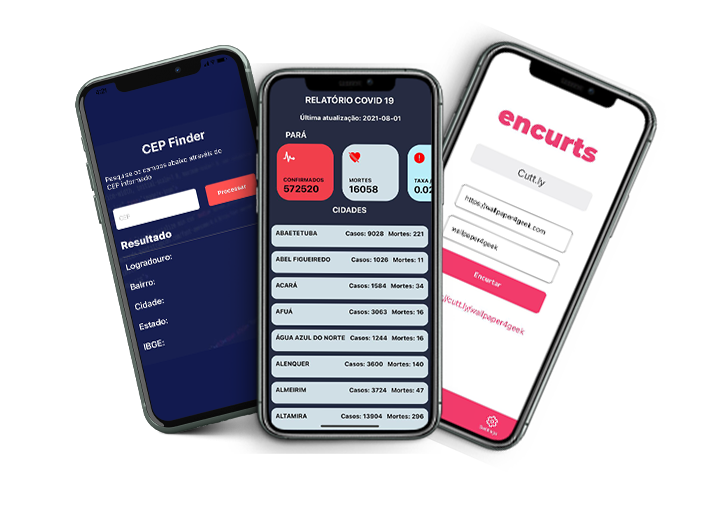 CEP Finder
Pesquise os campos abaixo através do
CEP informado
CEP
Processar
Resultado
Logradouro:
Bairro:
Cidade:
Estado:
IBGE:
RELATÓRIO COVID 19
Última atualização: 2021-08-01
PARÁ
CONFIRMADOS
572520
MORTES
16058
TAXA
0.02
CIDADES
ABAETETUBA Casos: 9028 Mortes: 221
ABEL FIGUEIREDO Casos: 1026 Mortes: 11
ACARÁ Casos: 1584 Mortes: 34
AFUÁ Casos: 3063 Mortes: 16
ÁGUA AZUL DO NORTE Casos: 1244 Mortes: 16
ALENQUER Casos: 3600 Mortes: 140
ALMEIRIM Casos: 3724 Mortes: 47
ALTAMIRA Casos: 13904 Mortes: 296
encurts
Cutt.ly
https://wallpaper4geek.com
wallpaper4geek
Encurtar
/cutt.ly/wallpaper4geek